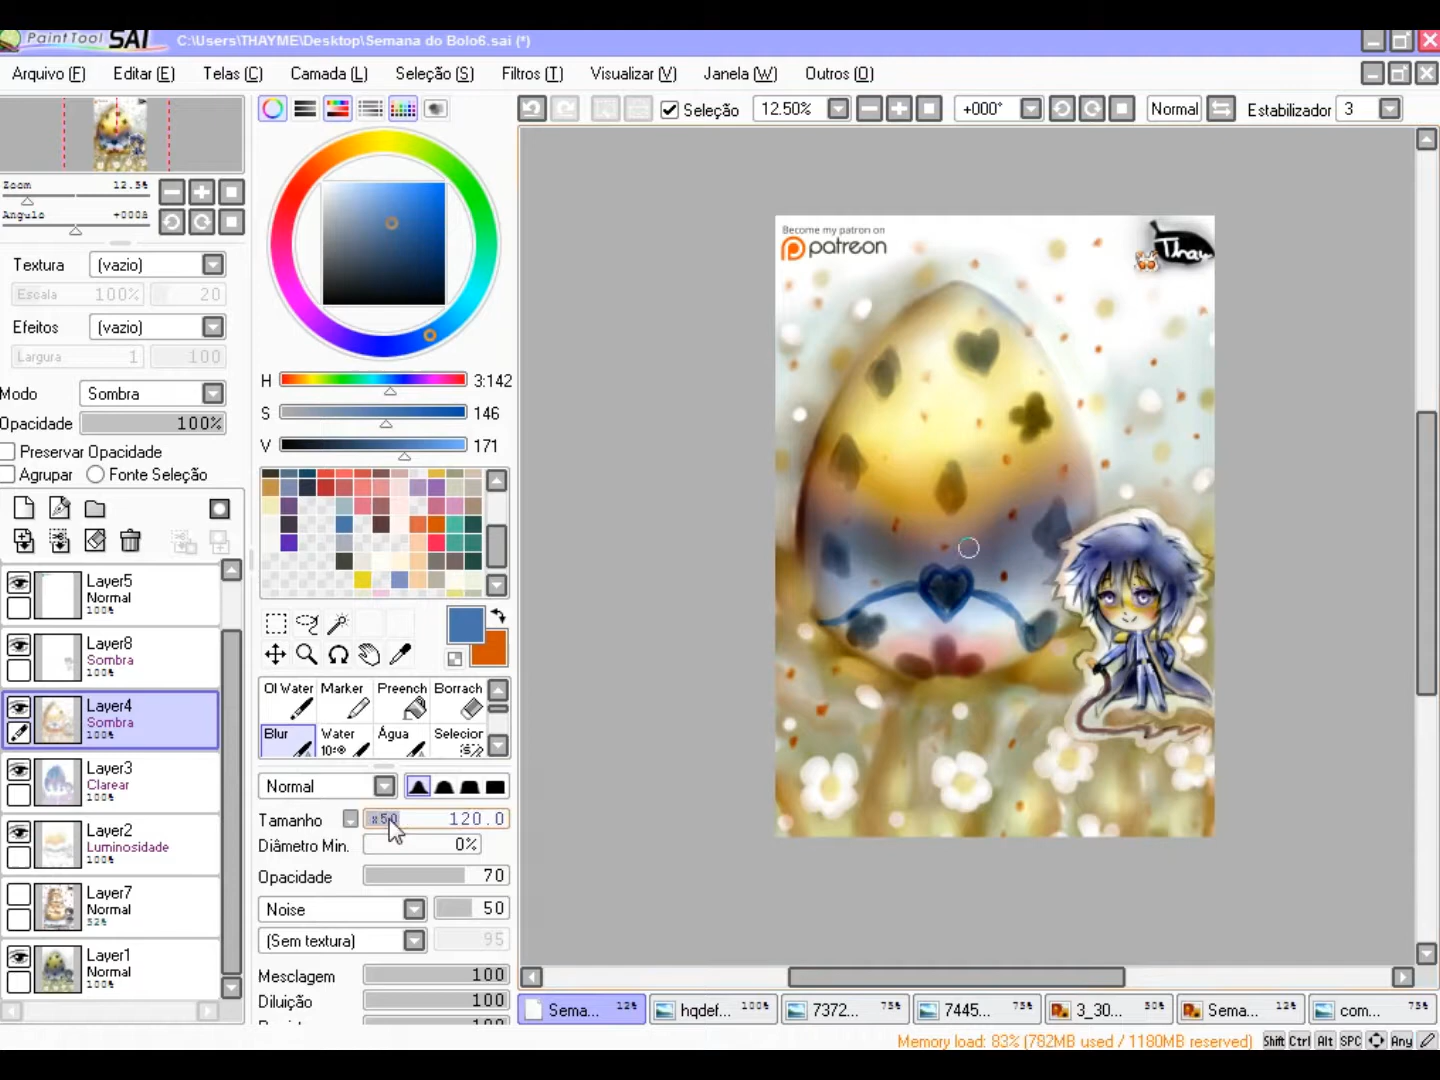 PaintTool SAI
C:\Users\THAYME\Desktop\Semana do Bolo6.sai (*)
Arquivo (F) Editar (E) Telas (C) Camada (L) Seleção (S) Filtros (T) Visualizar (V) Janela (W) Outros (O)
Seleção 12.50% +000° Normal Estabilizador 3
Zoom 12.5%
Angulo +000A
Textura (vazio)
Escala 100% 20
Efeitos (vazio)
Largura 1 100
Modo Sombra
Opacidade 100%
Preservar Opacidade
Agrupar Fonte Seleção
Layer5
Normal
100%
Layer8
Sombra
100%
Layer4
Sombra
100%
Layer3
Clarear
100%
Layer2
Luminosidade
100%
Layer7
Normal
52%
Layer1
Normal
100%
H 3:142
S 146
V 171
Ol Water Marker Preench Borrach
Blur Water Água Selecior
10:
Normal
Tamanho x5.0 120.0
Diâmetro Min. 0%
Opacidade 70
Noise 50
(Sem textura) 95
Mesclagem 100
Diluição 100
Become my patron on
patreon
Thay
Sema... 12% hqdef... 100% 7372... 75% 7445... 75% 3_30... 50% Sema... 12% com... 75%
Memory load: 83% (782MB used / 1180MB reserved) Shift Ctrl Alt SPC Any